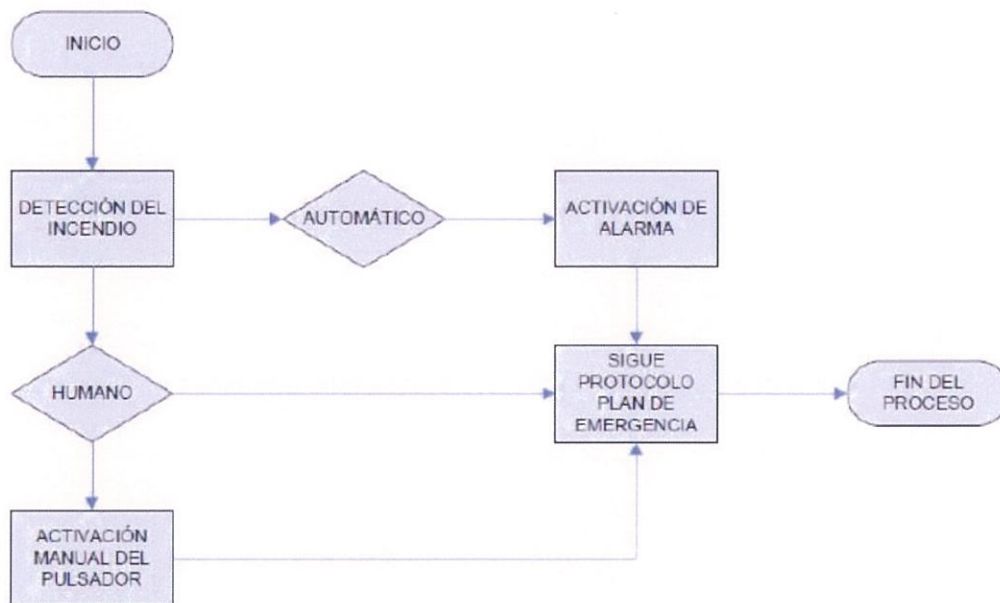 INICIO
DETECCIÓN DEL
INCENDIO
AUTOMÁTICO
ACTIVACIÓN DE
ALARMA
HUMANO
SIGUE
PROTOCOLO
PLAN DE
EMERGENCIA
FIN DEL
PROCESO
ACTIVACIÓN
MANUAL DEL
PULSADOR